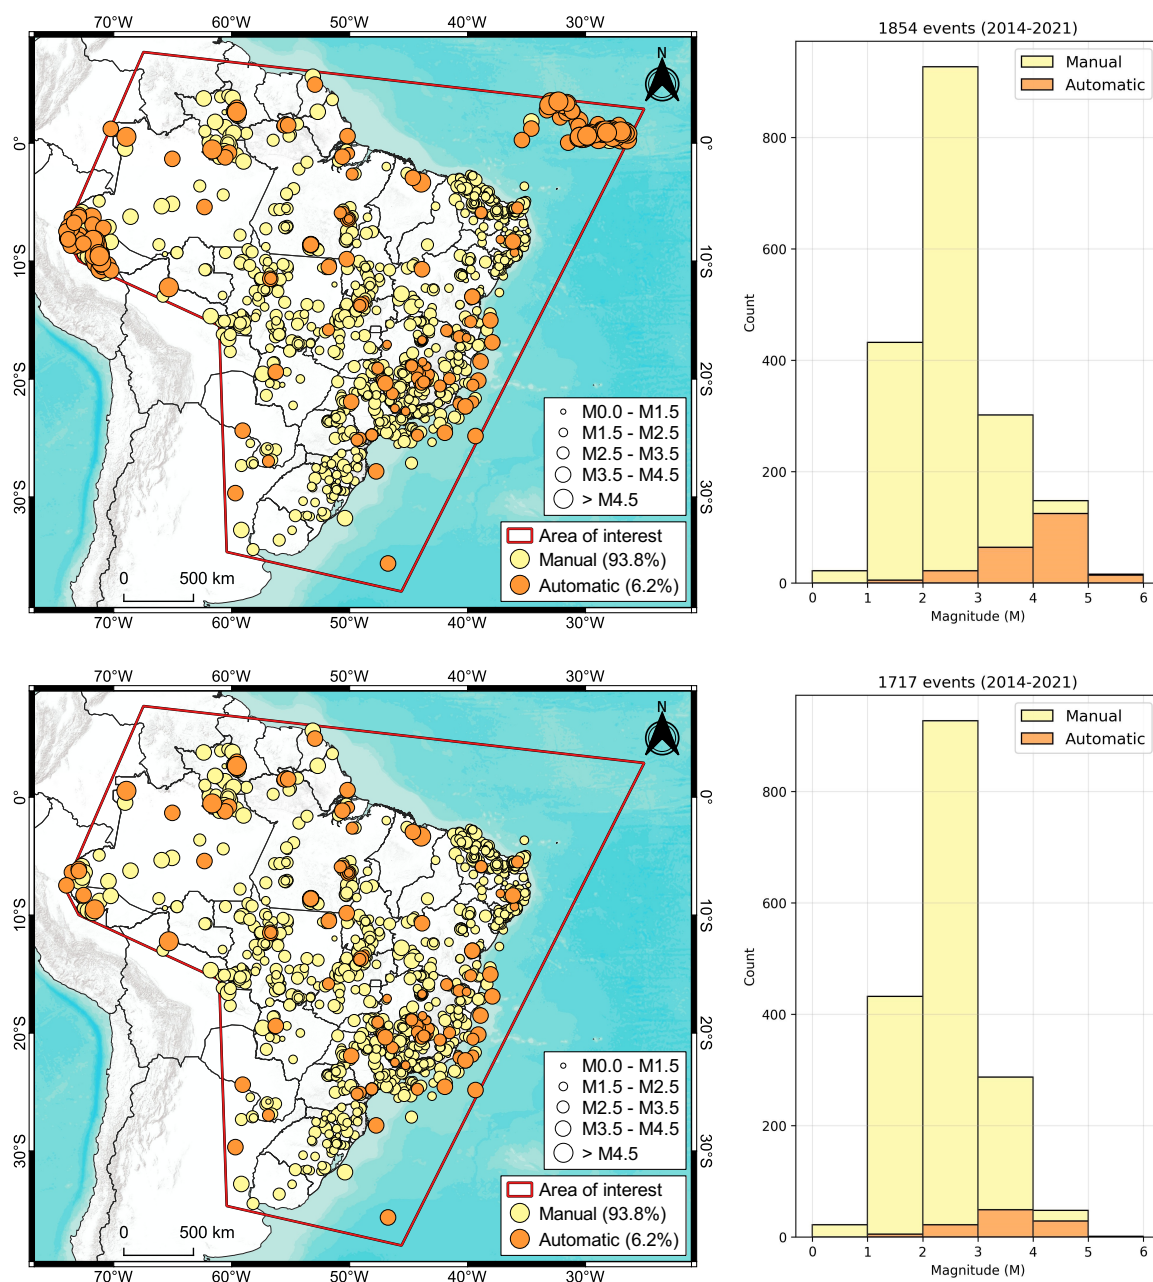 70°W 60°W 50°W 40°W 30°W
N
0° 0°
10°S 10°S
20°S 20°S
30°S 30°S
M0.0 - M1.5
M1.5 - M2.5
M2.5 - M3.5
M3.5 - M4.5
> M4.5
Area of interest
Manual (93.8%)
Automatic (6.2%)
0 500 km
70°W 60°W 50°W 40°W 30°W
1854 events (2014-2021)
Manual
Automatic
Count
800
600
400
200
0
0 1 2 3 4 5 6
Magnitude (M)
70°W 60°W 50°W 40°W 30°W
N
0° 0°
10°S 10°S
20°S 20°S
30°S 30°S
M0.0 - M1.5
M1.5 - M2.5
M2.5 - M3.5
M3.5 - M4.5
> M4.5
Area of interest
Manual (93.8%)
Automatic (6.2%)
0 500 km
70°W 60°W 50°W 40°W 30°W
1717 events (2014-2021)
Manual
Automatic
Count
800
600
400
200
0
0 1 2 3 4 5 6
Magnitude (M)